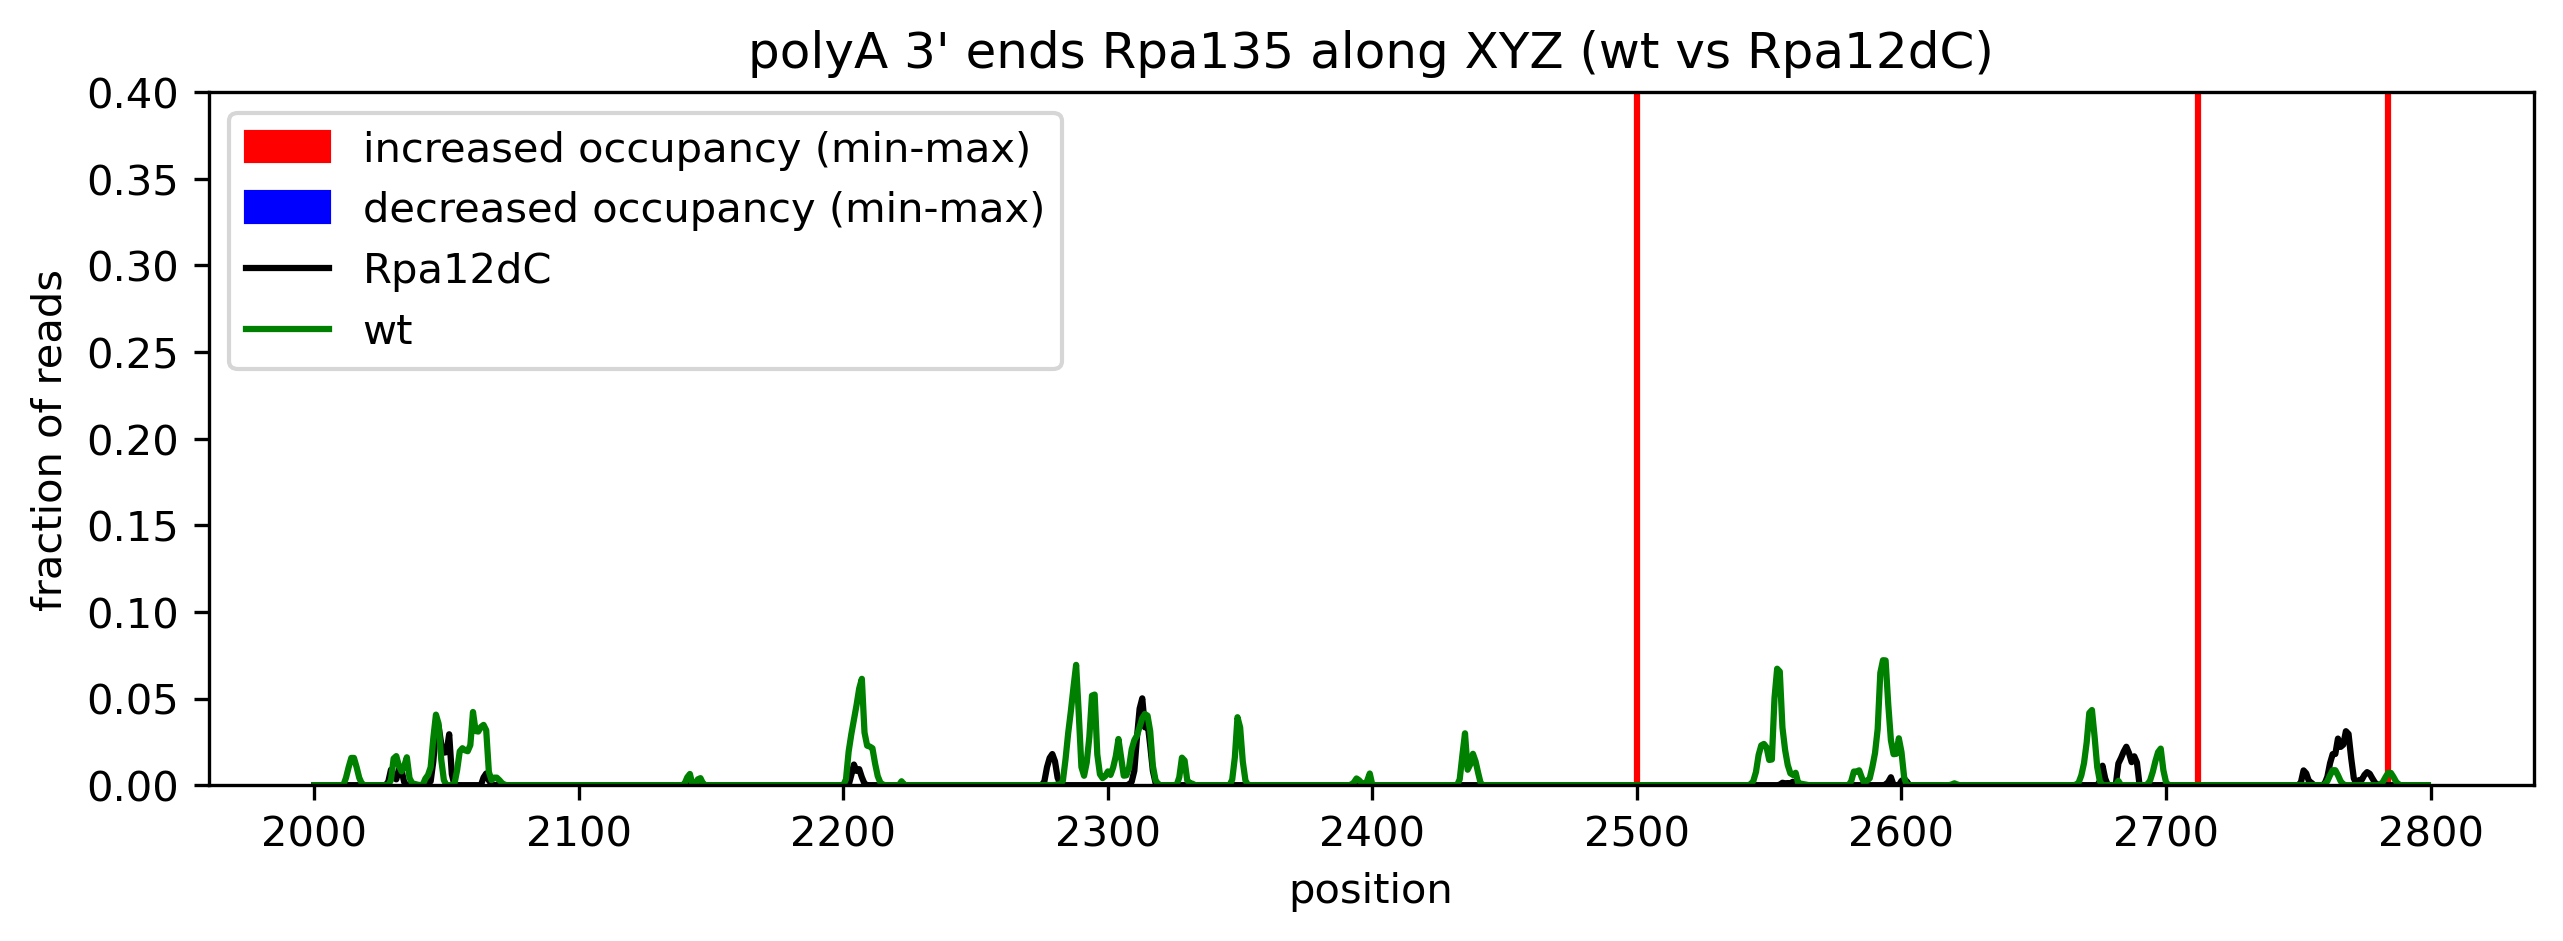 polyA 3' ends Rpa135 along XYZ (wt vs Rpa12dC)
0.40
0.35
0.30
0.25
0.20
0.15
0.10
0.05
0.00
fraction of reads
increased occupancy (min-max)
decreased occupancy (min-max)
Rpa12dC
wt
2000 2100 2200 2300 2400 2500 2600 2700 2800
position